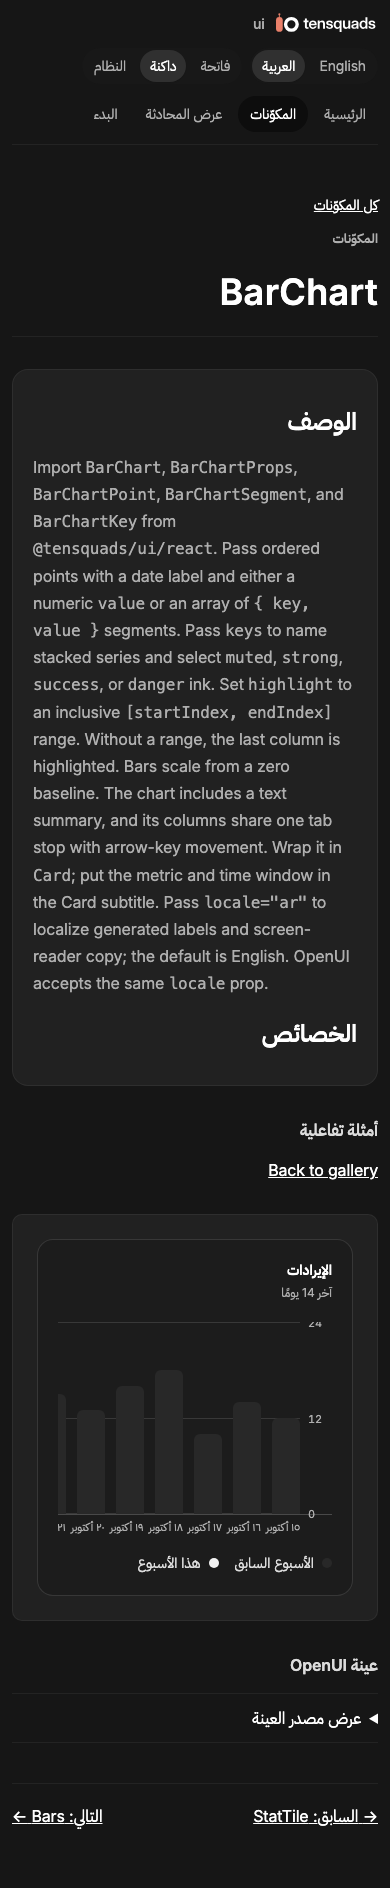 tensquads ui
English العربية فاتحة داكنة النظام
الرئيسية المكوّنات عرض المحادثة البدء
كل المكوّنات
المكوّنات
BarChart
الوصف
Import BarChart, BarChartProps,
BarChartPoint, BarChartSegment, and
BarChartKey from
@tensquads/ui/react. Pass ordered
points with a date label and either a
numeric value or an array of { key,
value } segments. Pass keys to name
stacked series and select muted, strong,
success, or danger ink. Set highlight to
an inclusive [startIndex, endIndex]
range. Without a range, the last column is
highlighted. Bars scale from a zero
baseline. The chart includes a text
summary, and its columns share one tab
stop with arrow-key movement. Wrap it in
Card; put the metric and time window in
the Card subtitle. Pass locale="ar" to
localize generated labels and screen-
reader copy; the default is English. OpenUI
accepts the same locale prop.
الخصائص
أمثلة تفاعلية
Back to gallery
الإيرادات
آخر 14 يومًا
24
12
0
١٥ أكتوبر ١٦ أكتوبر ١٧ أكتوبر ١٨ أكتوبر ١٩ أكتوبر ٢٠ أكتوبر ٢١
الأسبوع السابق هذا الأسبوع
عينة OpenUI
◀ عرض مصدر العينة
→ السابق: StatTile التالي: Bars ←